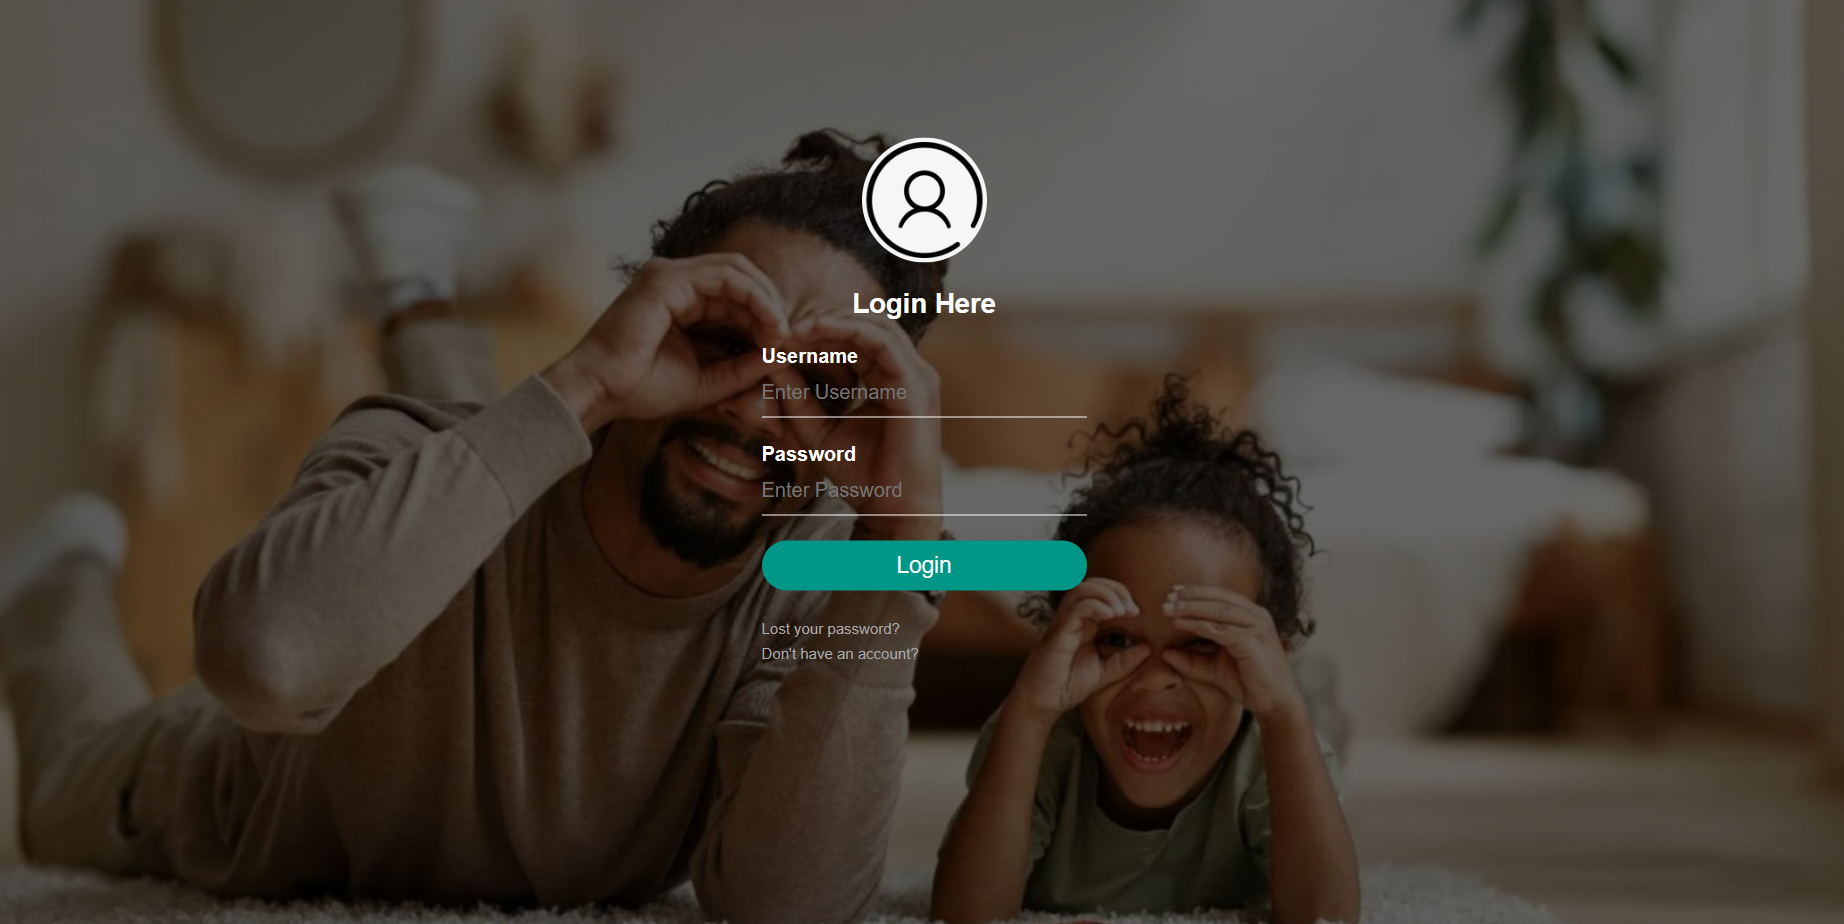 Login Here
Username
Enter Username
Password
Enter Password
Login
Lost your password?
Don't have an account?